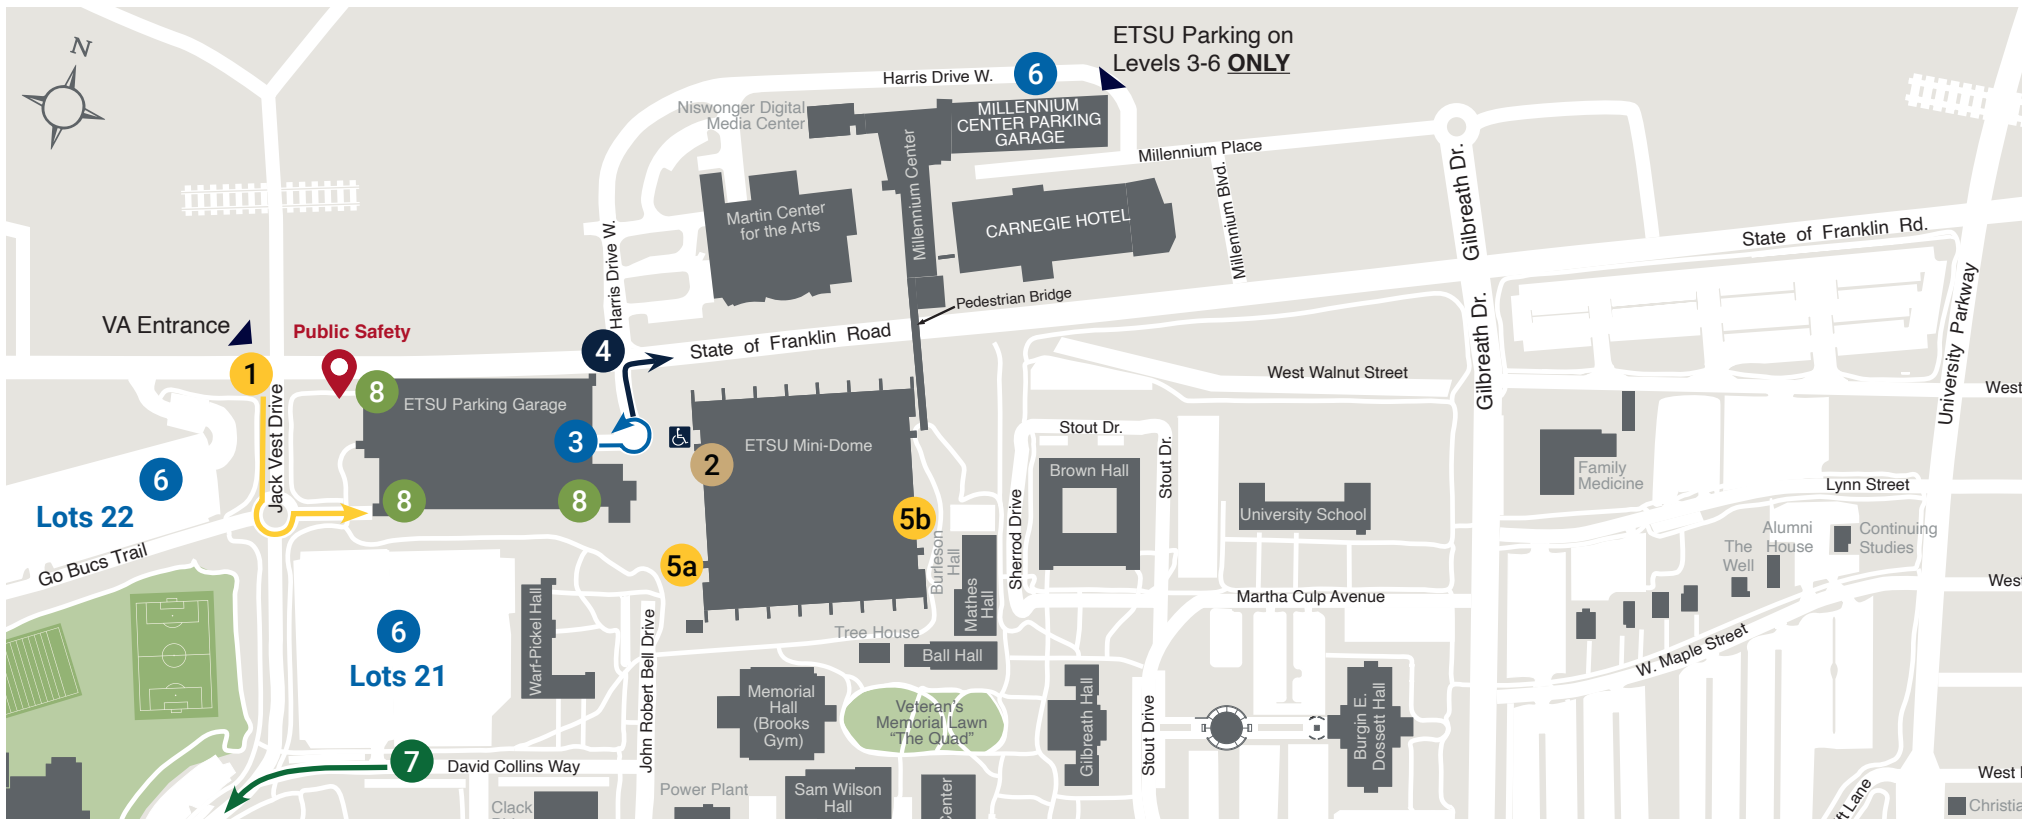 N
ETSU Parking on
Levels 3-6 ONLY
Harris Drive W.
6
Niswonger Digital
Media Center
MILLENNIUM
CENTER PARKING
GARAGE
Millennium Center
Millennium Place
Millennium Blvd.
Gilbreath Dr.
Martin Center
for the Arts
CARNEGIE HOTEL
State of Franklin Rd.
Harris Drive W.
Pedestrian Bridge
University Parkway
VA Entrance
Public Safety
State of Franklin Road
Gilbreath Dr.
1
4
8
ETSU Parking Garage
Jack Vest Drive
West Walnut Street
West
3
2
ETSU Mini-Dome
Stout Dr.
Stout Dr.
Brown Hall
Family
Medicine
6
Lots 22
8
8
5b
Lynn Street
University School
Alumni
House
Continuing
Studies
The
Well
Go Bucs Trail
5a
Burleson
Hall
Mathes
Hall
Sherrod Drive
Martha Culp Avenue
West
6
Lots 21
Warf-Pickel Hall
John Robert Bell Drive
Tree House
Ball Hall
W. Maple Street
Memorial
Hall
(Brooks
Gym)
Veteran's
Memorial Lawn
"The Quad"
Gilbreath Hall
Stout Drive
Burgin E.
Dossett Hall
7
David Collins Way
West
Power Plant
Sam Wilson
Hall
Center
Clack
ft Lane
Christia